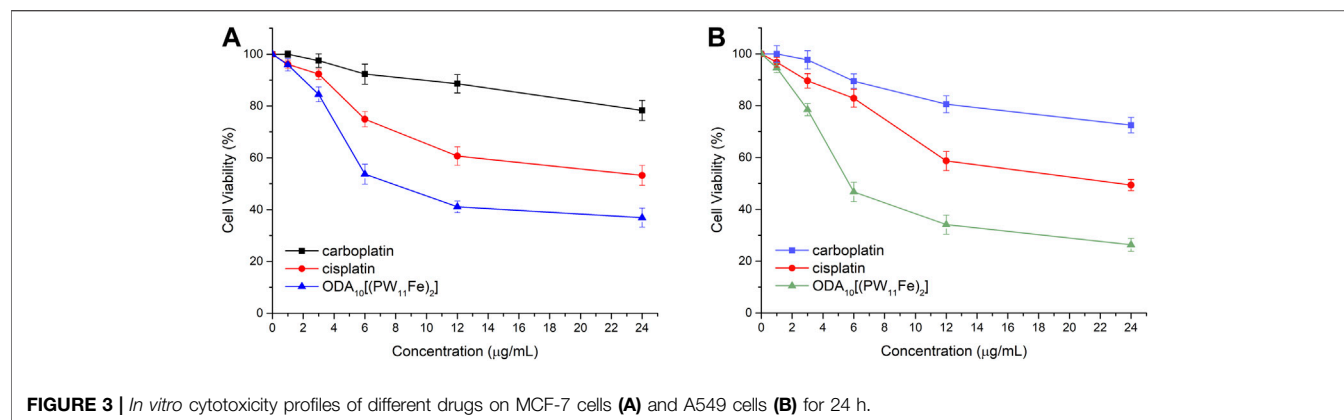 A
100
80
60
40
20
0
Cell Viability (%)
carboplatin
cisplatin
ODA₁₀[(PW₁₁Fe)₂]
0 2 4 6 8 10 12 14 16 18 20 22 24
Concentration (μg/mL)
B
100
80
60
40
20
0
Cell Viability (%)
carboplatin
cisplatin
ODA₁₀[(PW₁₁Fe)₂]
0 2 4 6 8 10 12 14 16 18 20 22 24
Concentration (μg/mL)
FIGURE 3 | In vitro cytotoxicity profiles of different drugs on MCF-7 cells (A) and A549 cells (B) for 24 h.